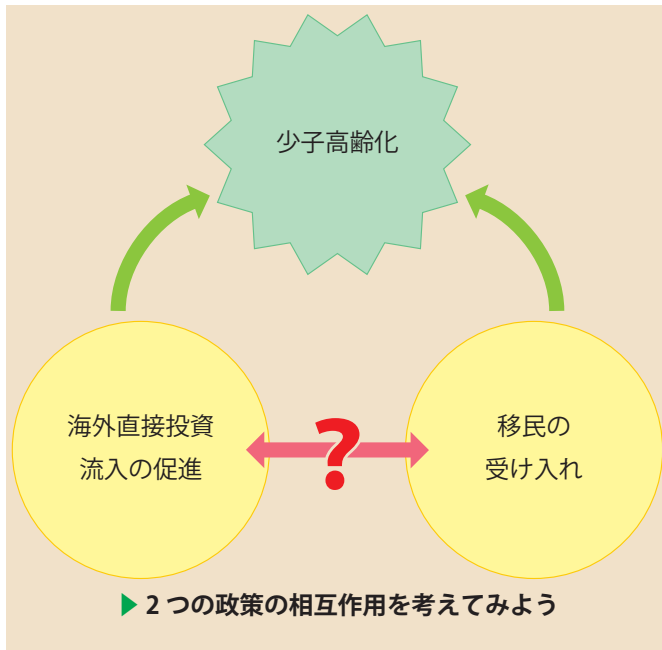 少子高齢化
海外直接投資
流入の促進
?
移民の
受け入れ
▶ 2つの政策の相互作用を考えてみよう